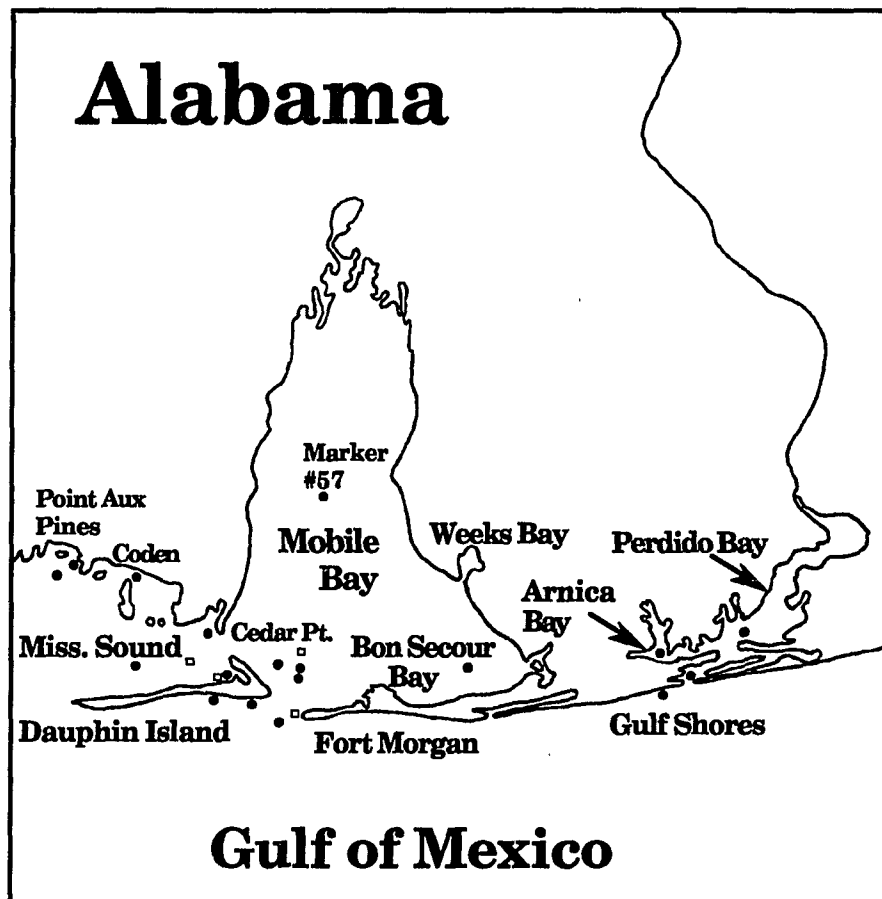 Alabama
Marker
#57
Point Aux
Pines
Coden
Mobile
Bay
Weeks Bay
Perdido Bay
Arnica
Bay
Miss. Sound
Cedar Pt.
Bon Secour
Bay
Dauphin Island
Fort Morgan
Gulf Shores
Gulf of Mexico